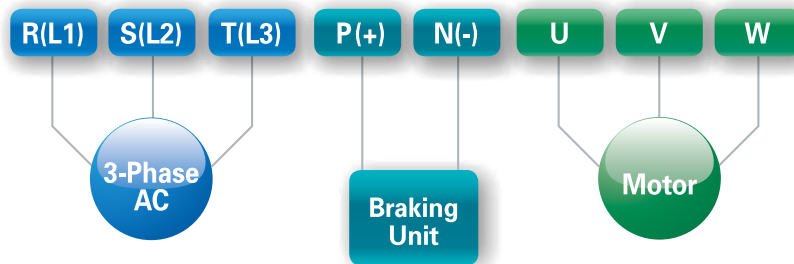 R(L1) S(L2) T(L3) P(+) N(-) U V W
3-Phase
AC
Braking
Unit
Motor